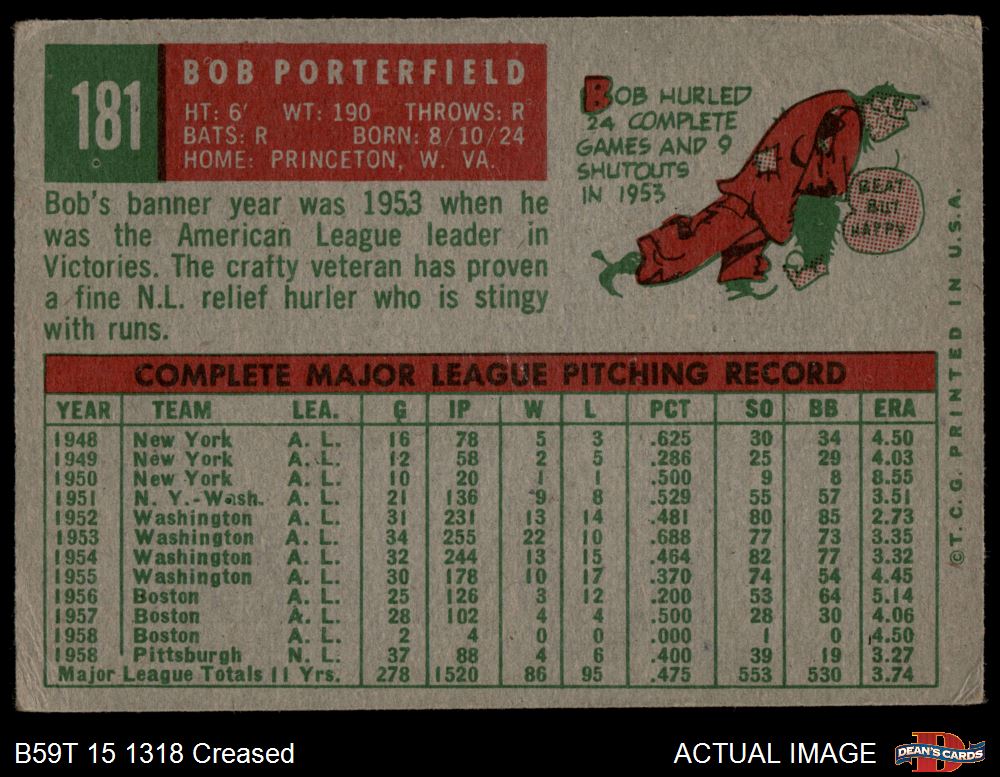 181
BOB PORTERFIELD
HT: 6' WT: 190 THROWS: R
BATS: R BORN: 8/10/24
HOME: PRINCETON, W. VA.
Bob's banner year was 1953 when he
was the American League leader in
Victories. The crafty veteran has proven
a fine N.L. relief hurler who is stingy
with runs.
BOB HURLED
24 COMPLETE
GAMES AND 9
SHUTOUTS
IN 1953
BEAT
BUT
HAPPY
COMPLETE MAJOR LEAGUE PITCHING RECORD
YEAR TEAM LEA. G IP W L PCT SO BB ERA
1948 New York A. L. 16 78 5 3 .625 30 34 4.50
1949 New York A. L. 12 58 2 5 .286 25 29 4.03
1950 New York A. L. 10 20 1 1 .500 9 8 8.55
1951 N. Y.-Wash. A. L. 21 136 9 8 .529 55 57 3.51
1952 Washington A. L. 31 231 13 14 .481 80 85 2.73
1953 Washington A. L. 34 255 22 10 .688 77 73 3.35
1954 Washington A. L. 32 244 13 15 .464 82 77 3.32
1955 Washington A. L. 30 178 10 17 .370 74 54 4.45
1956 Boston A. L. 25 126 3 12 .200 53 64 5.14
1957 Boston A. L. 28 102 4 4 .500 28 30 4.06
1958 Boston A. L. 2 4 0 0 .000 1 0 4.50
1958 Pittsburgh N. L. 37 88 4 6 .400 39 19 3.27
Major League Totals 11 Yrs. 278 1520 86 95 .475 553 530 3.74
©T. C. G. PRINTED IN U.S.A.
B59T 15 1318 Creased
ACTUAL IMAGE
DEAN'S CARDS